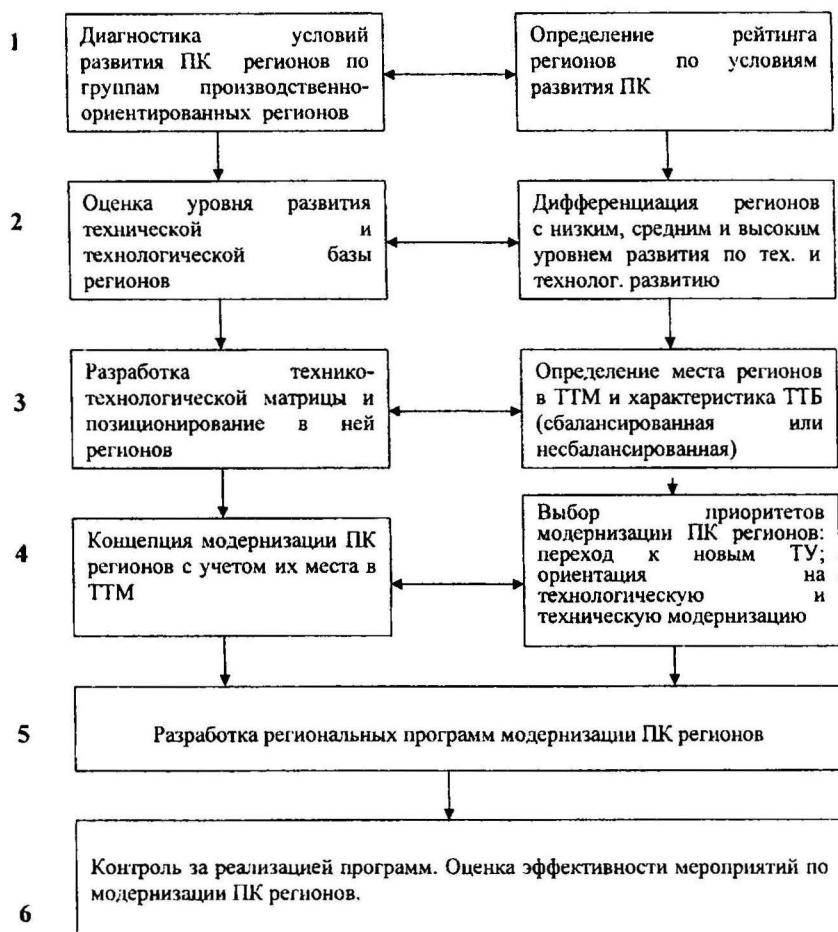 1
Диагностика условий
развития ПК регионов по
группам производственно-
ориентированных регионов
Определение рейтинга
регионов по условиям
развития ПК
2
Оценка уровня развития
технической и
технологической базы
регионов
Дифференциация регионов
с низким, средним и высоким
уровнем развития по тех. и
технолог. развитию
3
Разработка технико-
технологической матрицы и
позиционирование в ней
регионов
Определение места регионов
в ТТМ и характеристика ТТБ
(сбалансированная или
несбалансированная)
4
Концепция модернизации ПК
регионов с учетом их места в
ТТМ
Выбор приоритетов
модернизации ПК регионов:
переход к новым ТУ;
ориентация на
технологическую и
техническую модернизацию
5
Разработка региональных программ модернизации ПК регионов
Контроль за реализацией программ. Оценка эффективности мероприятий по
модернизации ПК регионов.
6